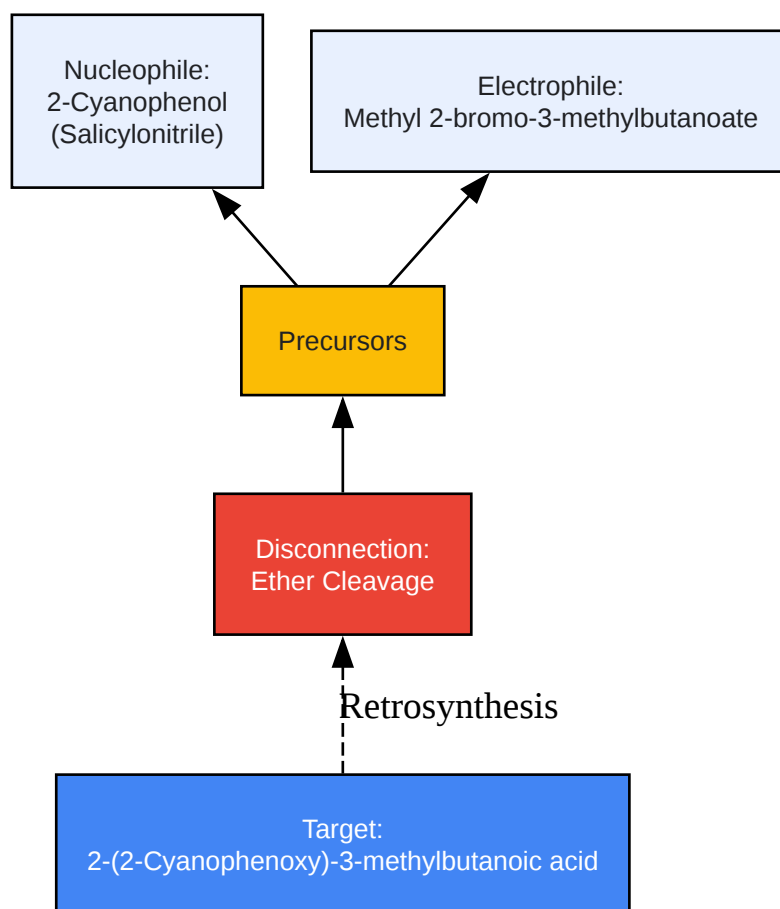 Nucleophile:
2-Cyanophenol
(Salicylonitrile)
Electrophile:
Methyl 2-bromo-3-methylbutanoate
Precursors
Disconnection:
Ether Cleavage
Retrosynthesis
Target:
2-(2-Cyanophenoxy)-3-methylbutanoic acid